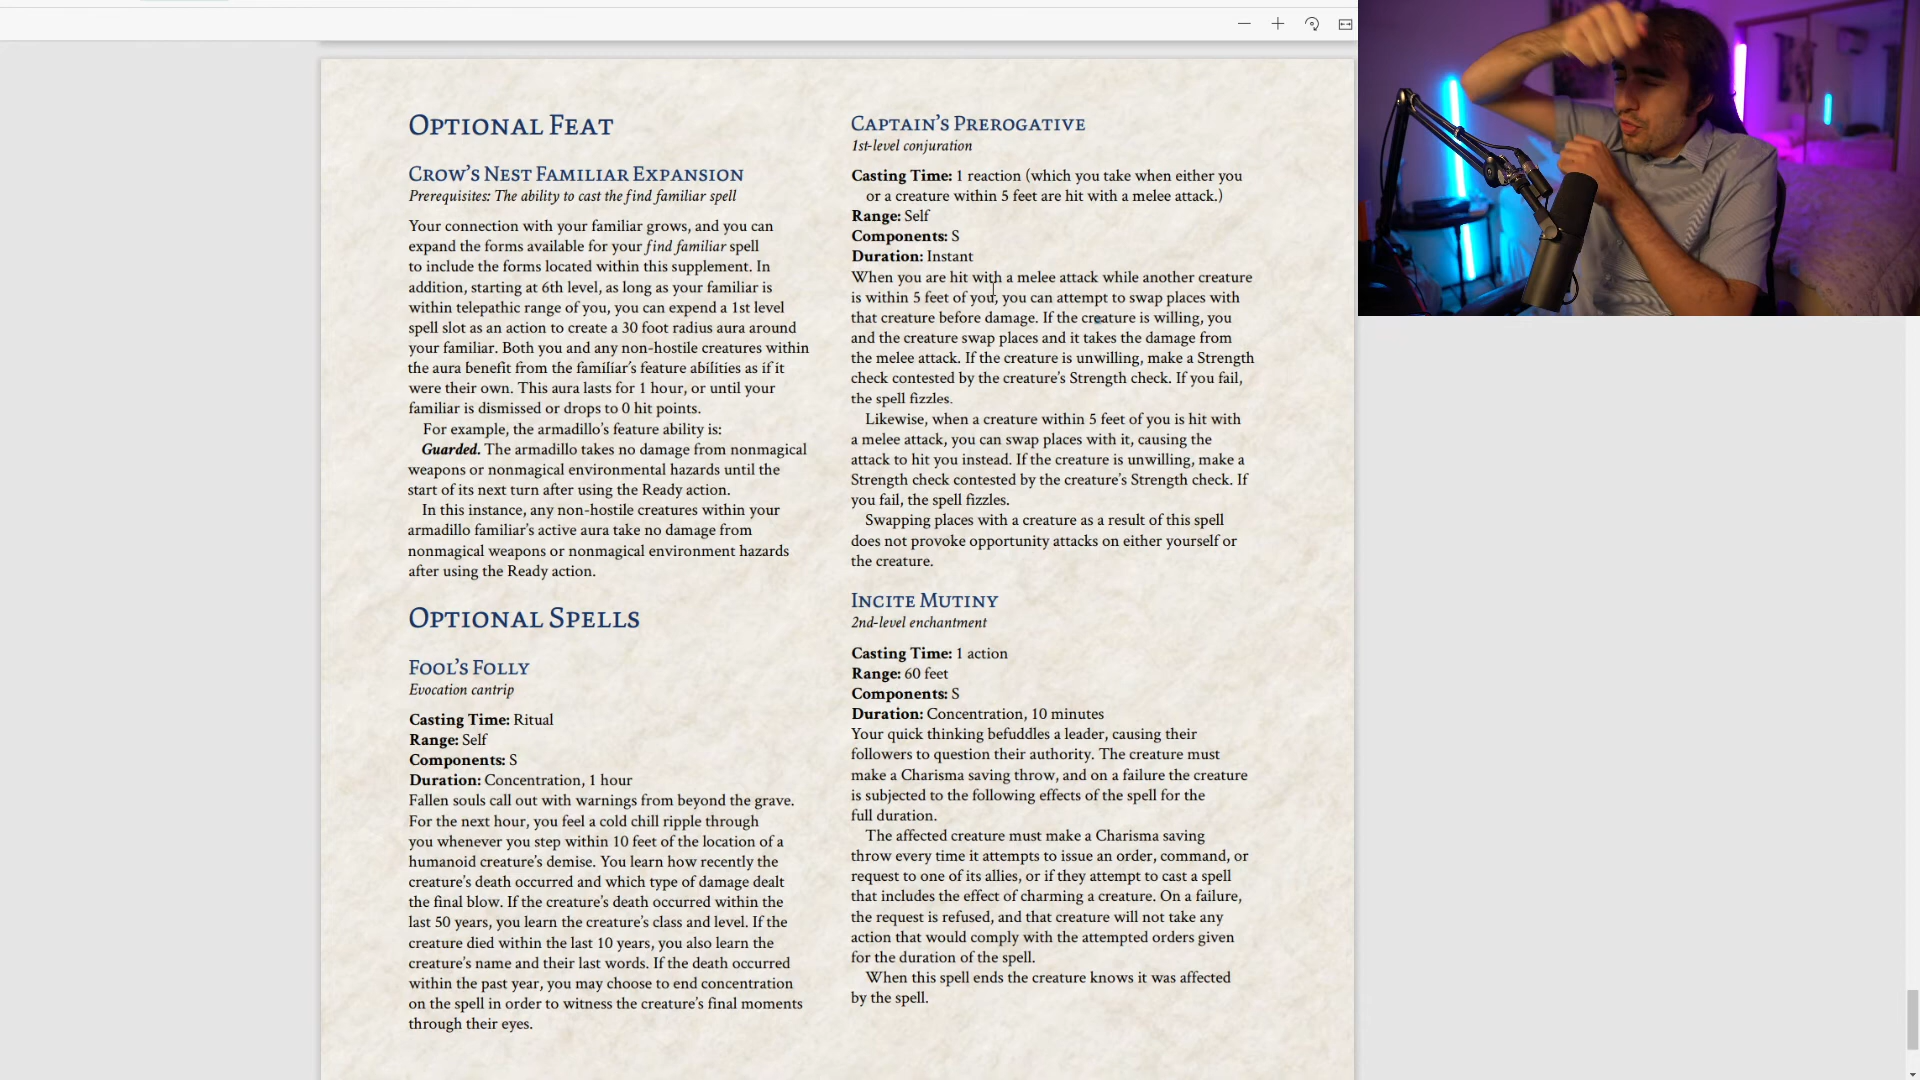 OPTIONAL FEAT
CROW'S NEST FAMILIAR EXPANSION
Prerequisites: The ability to cast the find familiar spell
Your connection with your familiar grows, and you can
expand the forms available for your find familiar spell
to include the forms located within this supplement. In
addition, starting at 6th level, as long as your familiar is
within telepathic range of you, you can expend a 1st level
spell slot as an action to create a 30 foot radius aura around
your familiar. Both you and any non-hostile creatures within
the aura benefit from the familiar's feature abilities as if it
were their own. This aura lasts for 1 hour, or until your
familiar is dismissed or drops to 0 hit points.
For example, the armadillo's feature ability is:
Guarded. The armadillo takes no damage from nonmagical
weapons or nonmagical environmental hazards until the
start of its next turn after using the Ready action.
In this instance, any non-hostile creatures within your
armadillo familiar's active aura take no damage from
nonmagical weapons or nonmagical environment hazards
after using the Ready action.
OPTIONAL SPELLS
FOOL'S FOLLY
Evocation cantrip
Casting Time: Ritual
Range: Self
Components: S
Duration: Concentration, 1 hour
Fallen souls call out with warnings from beyond the grave.
For the next hour, you feel a cold chill ripple through
you whenever you step within 10 feet of the location of a
humanoid creature's demise. You learn how recently the
creature's death occurred and which type of damage dealt
the final blow. If the creature's death occurred within the
last 50 years, you learn the creature's class and level. If the
creature died within the last 10 years, you also learn the
creature's name and their last words. If the death occurred
within the past year, you may choose to end concentration
on the spell in order to witness the creature's final moments
through their eyes.
CAPTAIN'S PREROGATIVE
1st-level conjuration
Casting Time: 1 reaction (which you take when either you
or a creature within 5 feet are hit with a melee attack.)
Range: Self
Components: S
Duration: Instant
When you are hit with a melee attack while another creature
is within 5 feet of you, you can attempt to swap places with
that creature before damage. If the creature is willing, you
and the creature swap places and it takes the damage from
the melee attack. If the creature is unwilling, make a Strength
check contested by the creature's Strength check. If you fail,
the spell fizzles.
Likewise, when a creature within 5 feet of you is hit with
a melee attack, you can swap places with it, causing the
attack to hit you instead. If the creature is unwilling, make a
Strength check contested by the creature's Strength check. If
you fail, the spell fizzles.
Swapping places with a creature as a result of this spell
does not provoke opportunity attacks on either yourself or
the creature.
INCITE MUTINY
2nd-level enchantment
Casting Time: 1 action
Range: 60 feet
Components: S
Duration: Concentration, 10 minutes
Your quick thinking befuddles a leader, causing their
followers to question their authority. The creature must
make a Charisma saving throw, and on a failure the creature
is subjected to the following effects of the spell for the
full duration.
The affected creature must make a Charisma saving
throw every time it attempts to issue an order, command, or
request to one of its allies, or if they attempt to cast a spell
that includes the effect of charming a creature. On a failure,
the request is refused, and that creature will not take any
action that would comply with the attempted orders given
for the duration of the spell.
When this spell ends the creature knows it was affected
by the spell.